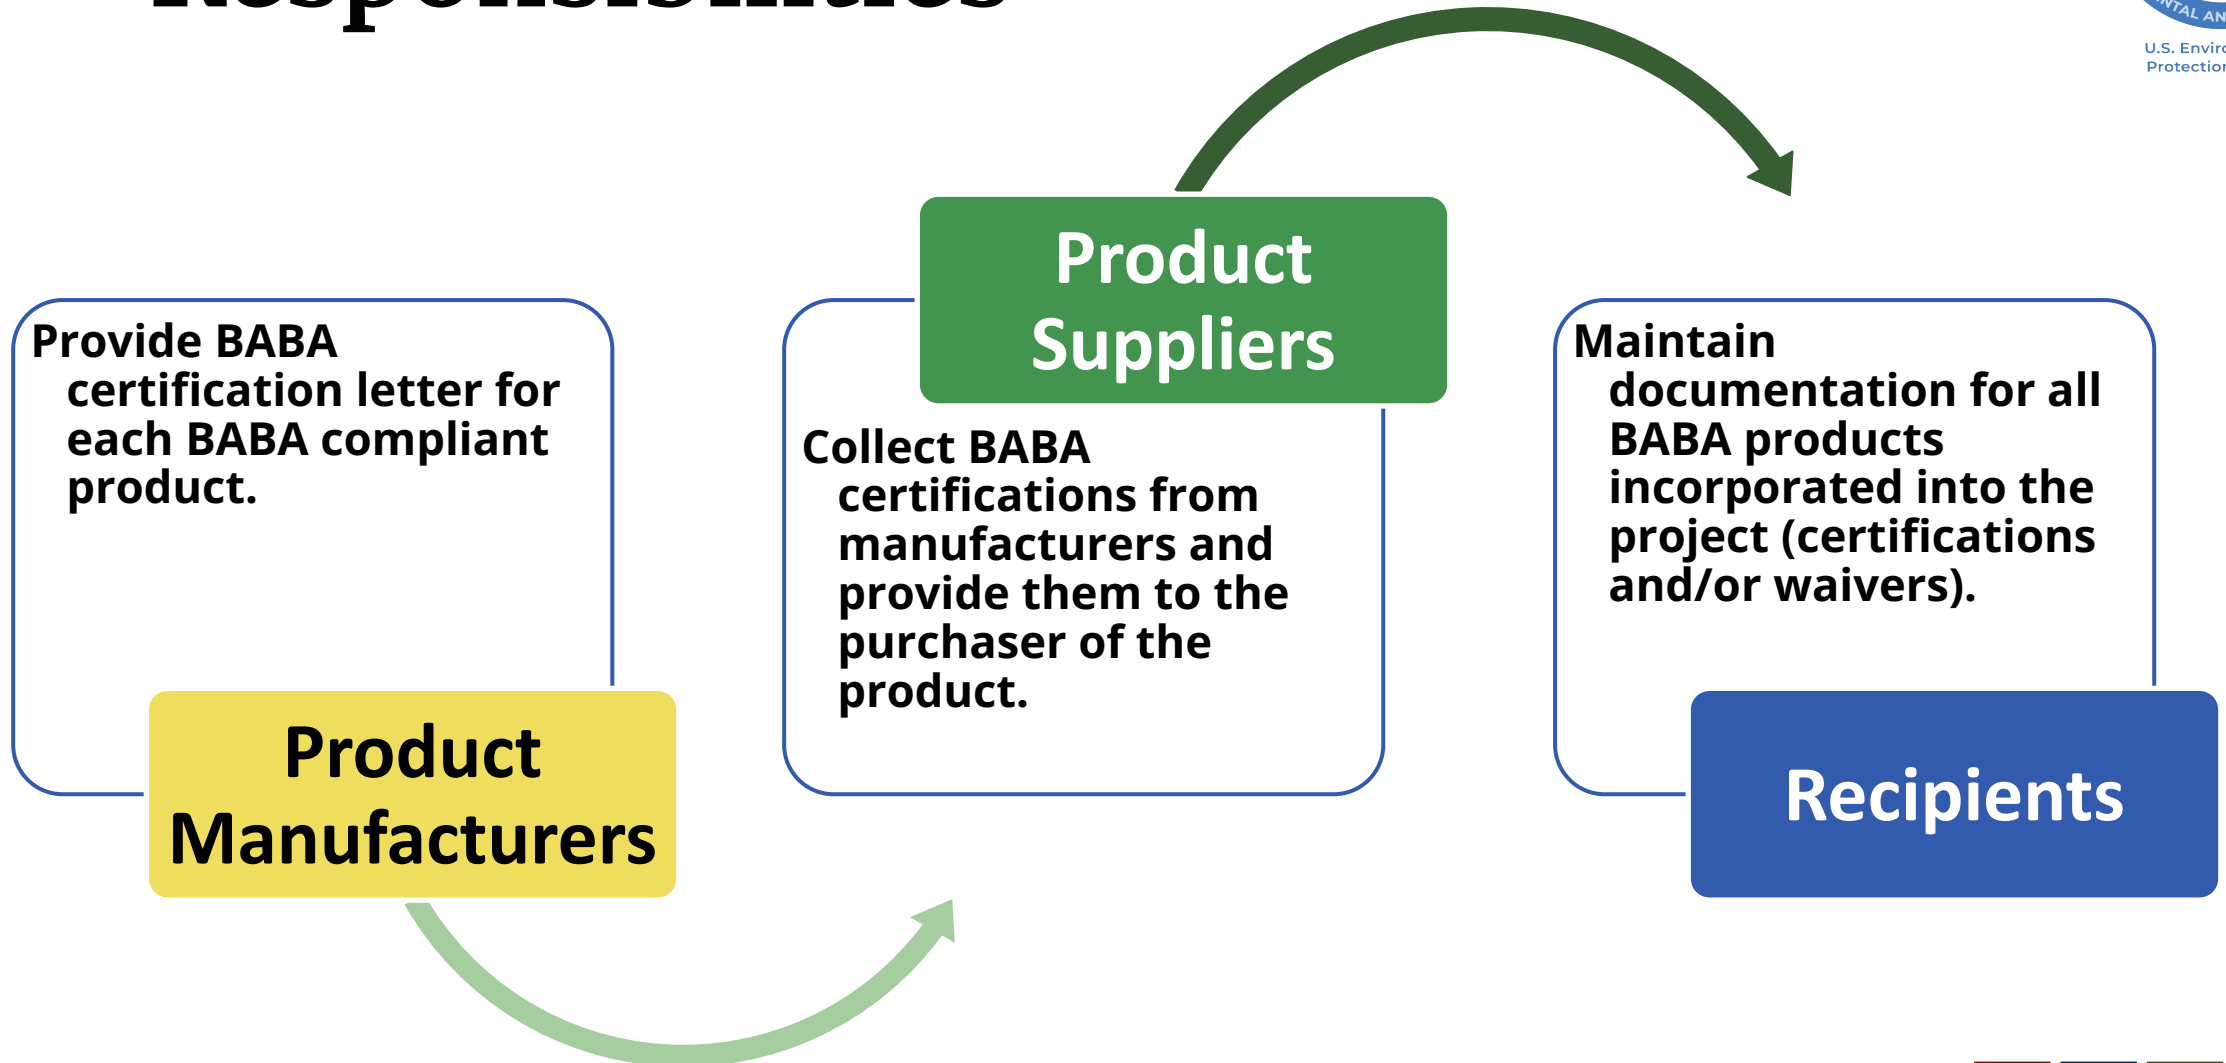 Responsibilities
U.S.
Provide BABA
certification letter for
each BABA compliant
product.
Product
Manufacturers
Product
Suppliers
Collect BABA
certifications from
manufacturers and
provide them to the
purchaser of the
product.
Maintain
documentation for all
BABA products
incorporated into the
project (certifications
and/or waivers).
Recipients